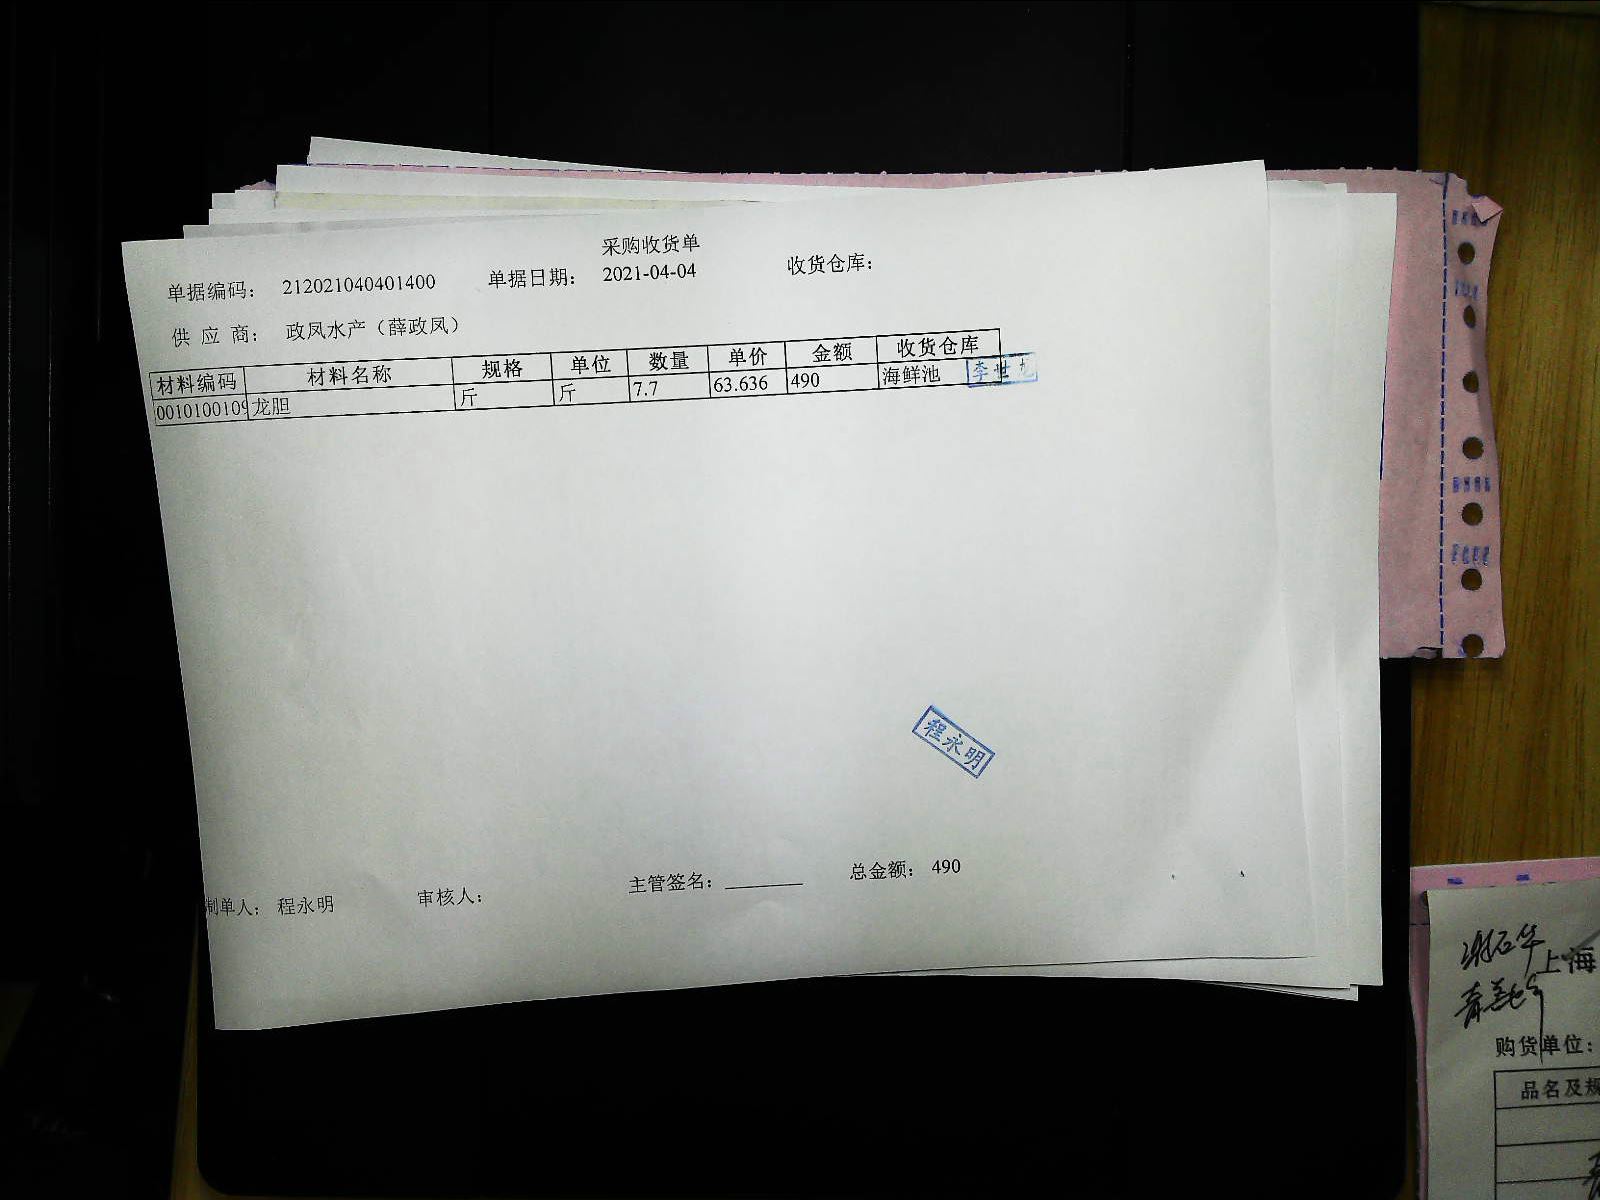 采购收货单
单据编码： 212021040401400 单据日期： 2021-04-04 收货仓库：
供 应 商： 政凤水产（薛政凤）
材料编码 材料名称 规格 单位 数量 单价 金额 收货仓库
0010100109 龙胆 斤 斤 7.7 63.636 490 海鲜池
李世龙
程永明
制单人： 程永明 审核人： 主管签名： 总金额： 490
上海
购货单位：
品名及规